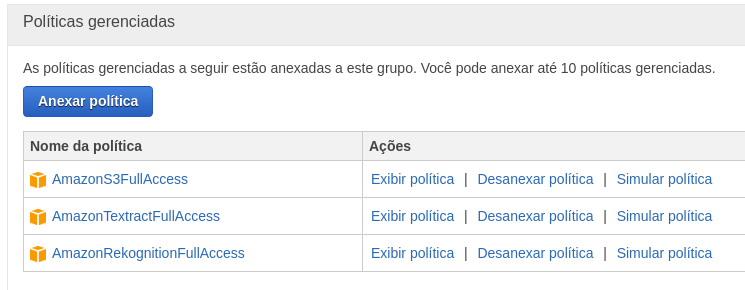 Políticas gerenciadas
As políticas gerenciadas a seguir estão anexadas a este grupo. Você pode anexar até 10 políticas gerenciadas.
Anexar política
Nome da política Ações
AmazonS3FullAccess Exibir política | Desanexar política | Simular política
AmazonTextractFullAccess Exibir política | Desanexar política | Simular política
AmazonRekognitionFullAccess Exibir política | Desanexar política | Simular política